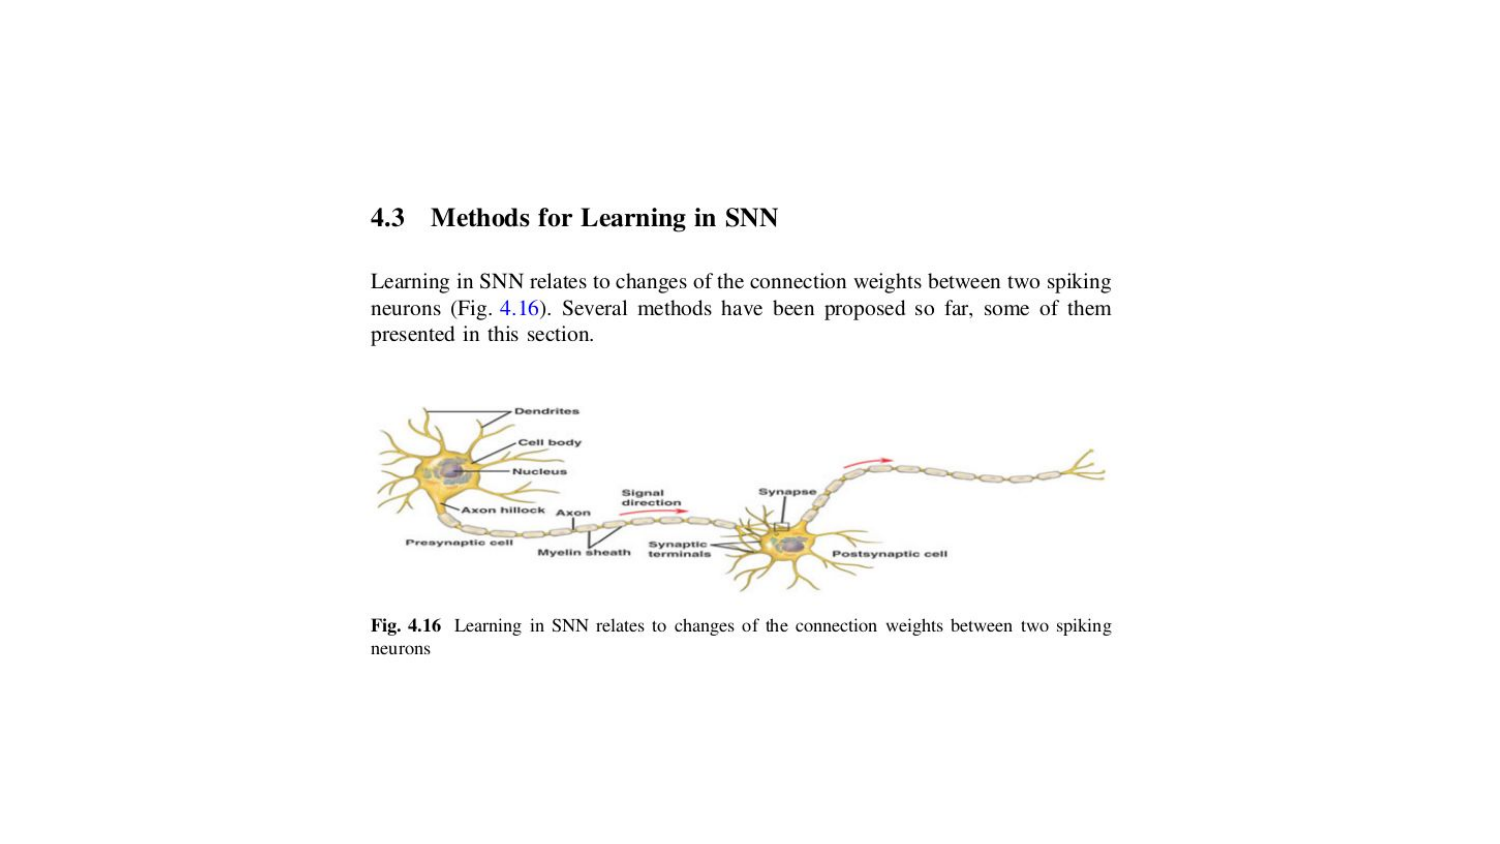 4.3 Methods for Learning in SNN
Learning in SNN relates to changes of the connection weights between two spiking
neurons (Fig. 4.16). Several methods have been proposed so far, some of them
presented in this section.
Dendrites
Cell body
Nucleus
Axon hillock
Axon
Signal
direction
Synapse
Presynaptic cell
Myelin sheath
Synaptic
terminals
Postsynaptic cell
Fig. 4.16 Learning in SNN relates to changes of the connection weights between two spiking
neurons